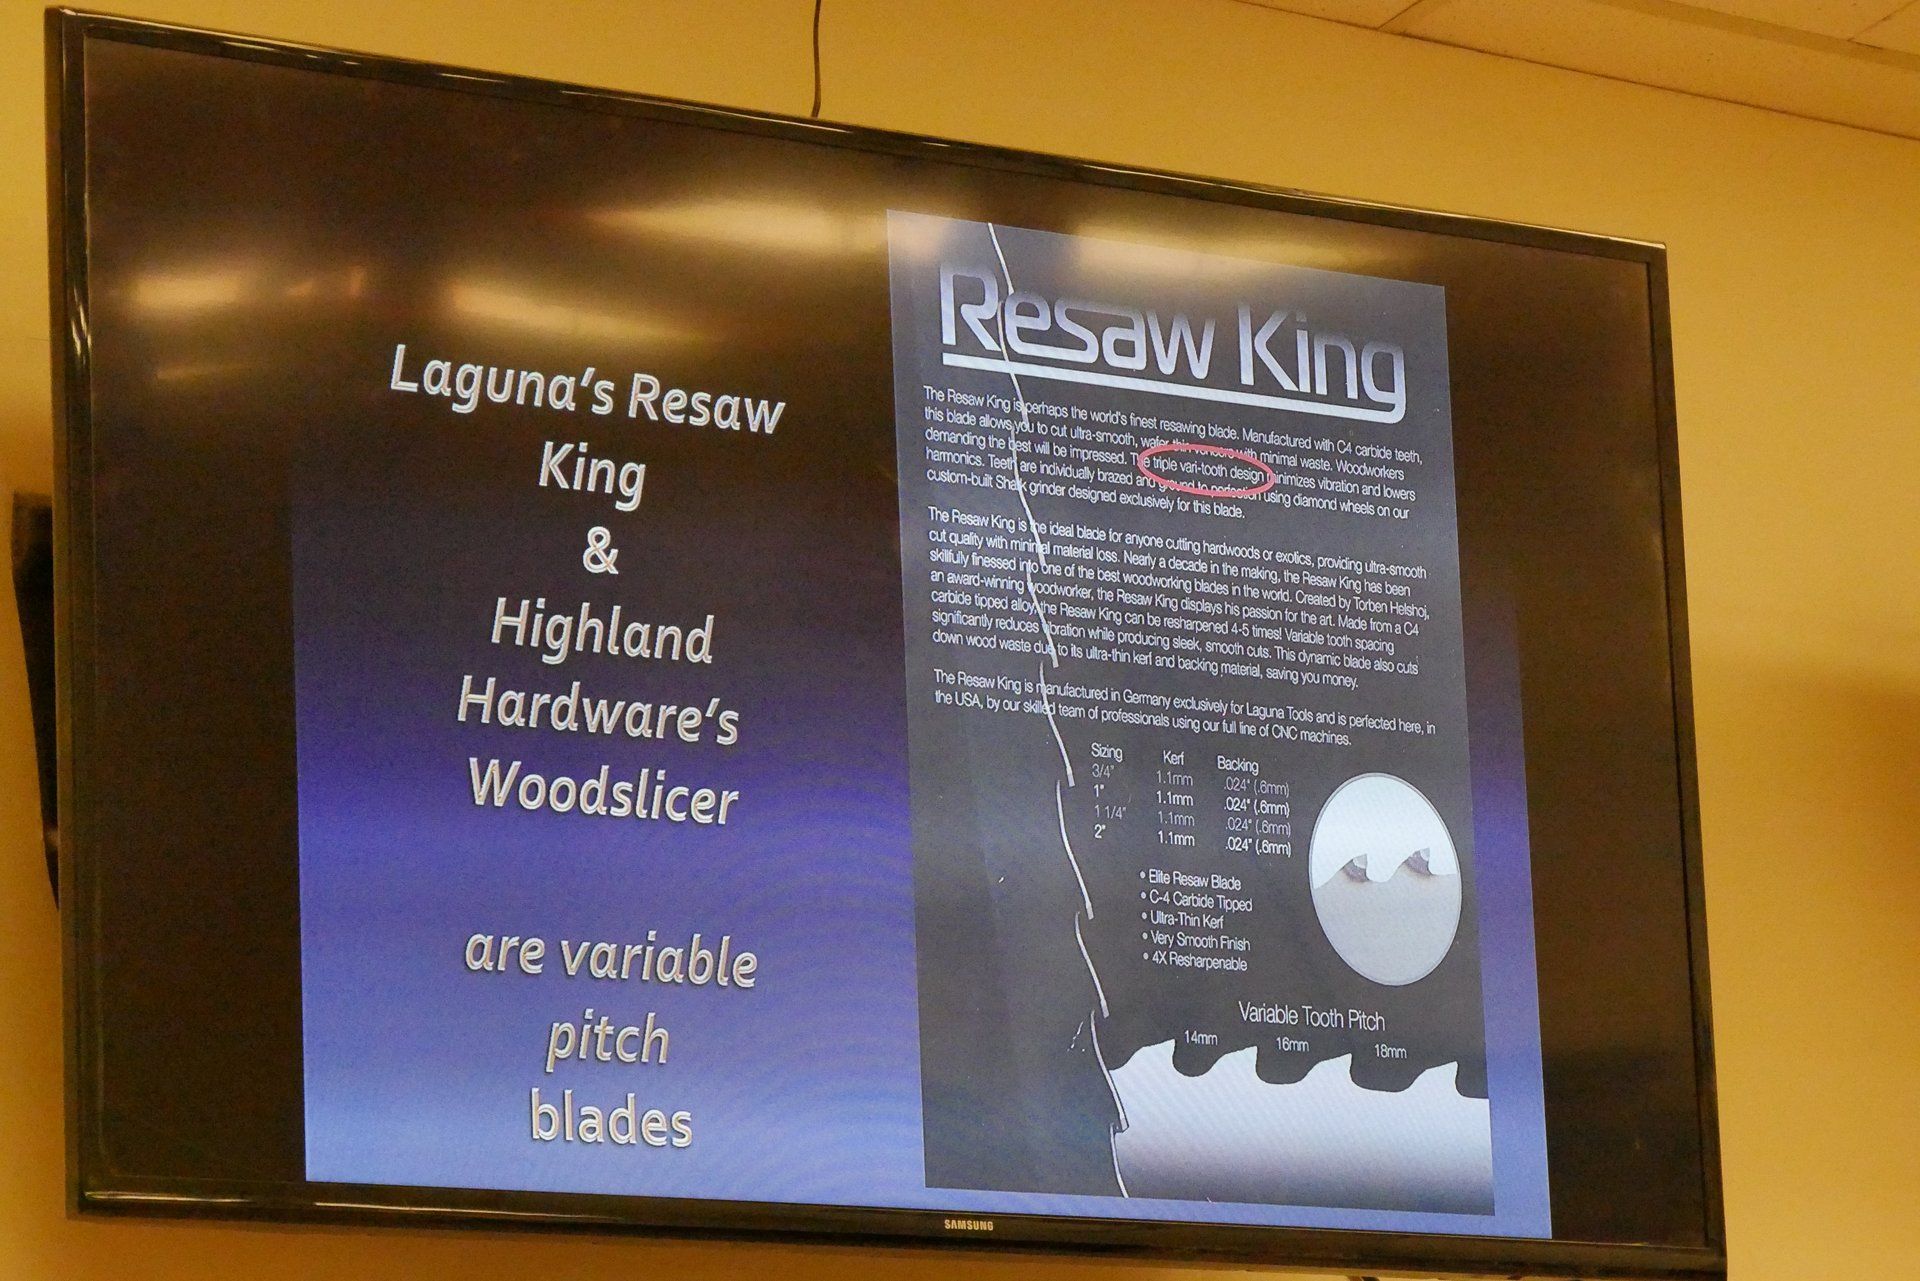 Laguna's Resaw
King
&
Highland
Hardware's
Woodslicer
are variable
pitch
blades
Resaw King
The Resaw King is perhaps the world's finest resawing blade. Manufactured with C4 carbide teeth,
this blade allows you to cut ultra-smooth, wafer thin veneers with minimal waste. Woodworkers
demanding the best will be impressed. The triple vari-tooth design minimizes vibration and lowers
harmonics. Teeth are individually brazed and ground to perfection using diamond wheels on our
custom-built Shark grinder designed exclusively for this blade.
The Resaw King is the ideal blade for anyone cutting hardwoods or exotics, providing ultra-smooth
cut quality with minimal material loss. Nearly a decade in the making, the Resaw King has been
skillfully finessed into one of the best woodworking blades in the world. Created by Torben Helshoj,
an award-winning woodworker, the Resaw King displays his passion for the art. Made from a C4
carbide tipped alloy, the Resaw King can be resharpened 4-5 times! Variable tooth spacing
significantly reduces vibration while producing sleek, smooth cuts. This dynamic blade also cuts
down wood waste due to its ultra-thin kerf and backing material, saving you money.
The Resaw King is manufactured in Germany exclusively for Laguna Tools and is perfected here, in
the USA, by our skilled team of professionals using our full line of CNC machines.
Sizing Kerf Backing
3/4" 1.1mm .024" (.6mm)
1" 1.1mm .024" (.6mm)
1 1/4" 1.1mm .024" (.6mm)
2" 1.1mm .024" (.6mm)
• Elite Resaw Blade
• C-4 Carbide Tipped
• Ultra-Thin Kerf
• Very Smooth Finish
• 4X Resharpenable
Variable Tooth Pitch
14mm 16mm 18mm
SAMSUNG